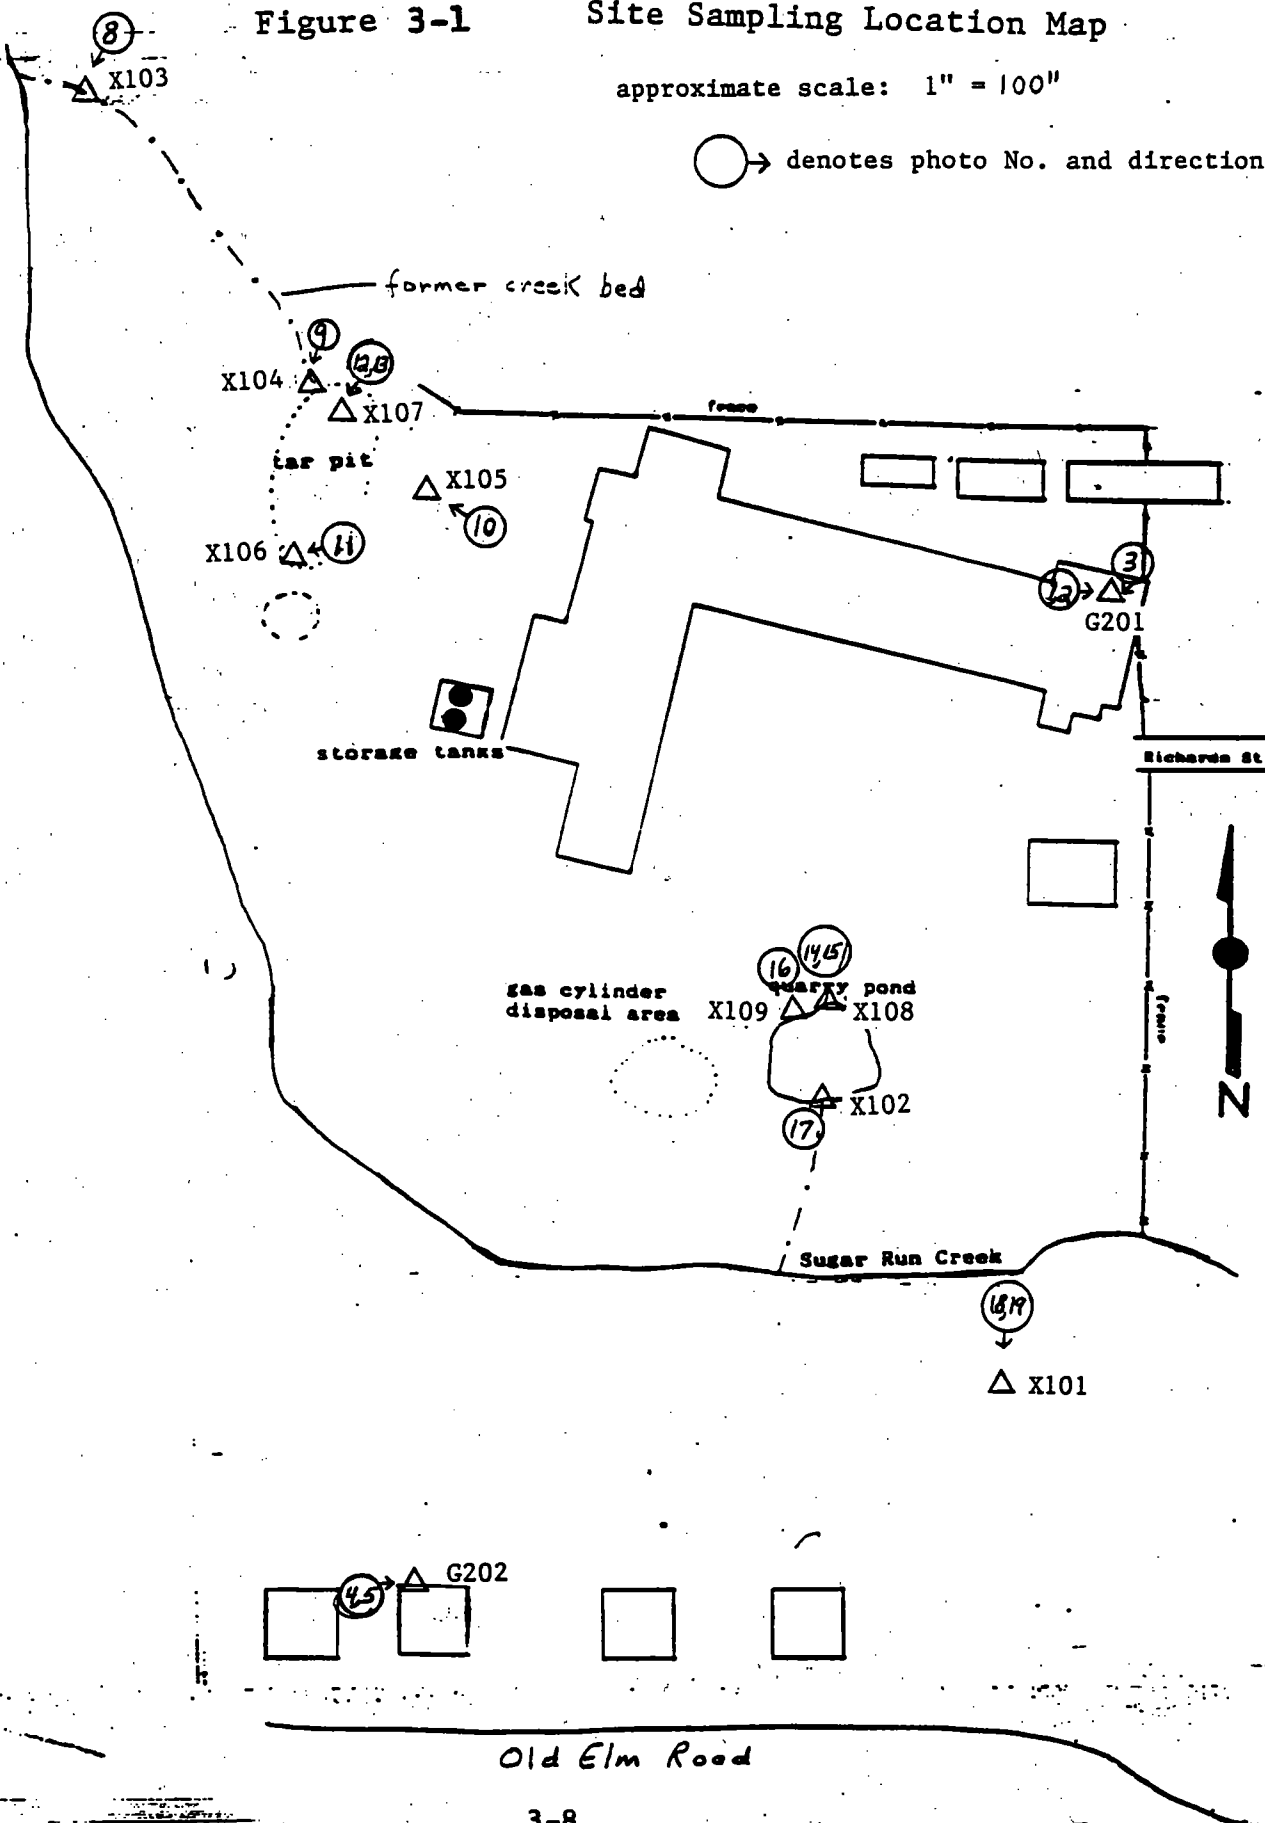 Figure 3-1 Site Sampling Location Map
approximate scale: 1" = 100"
denotes photo No. and direction
8
X103
former creek bed
9
12,13
X104
X107
fence
tar pit
X105
10
X106
11
3
1,2
G201
storage tanks
Richards St
16
14,15
quarry pond
gas cylinder
disposal area
X109
X108
fence
X102
17
N
Sugar Run Creek
18,19
X101
G202
4,5
Old Elm Road
3-8